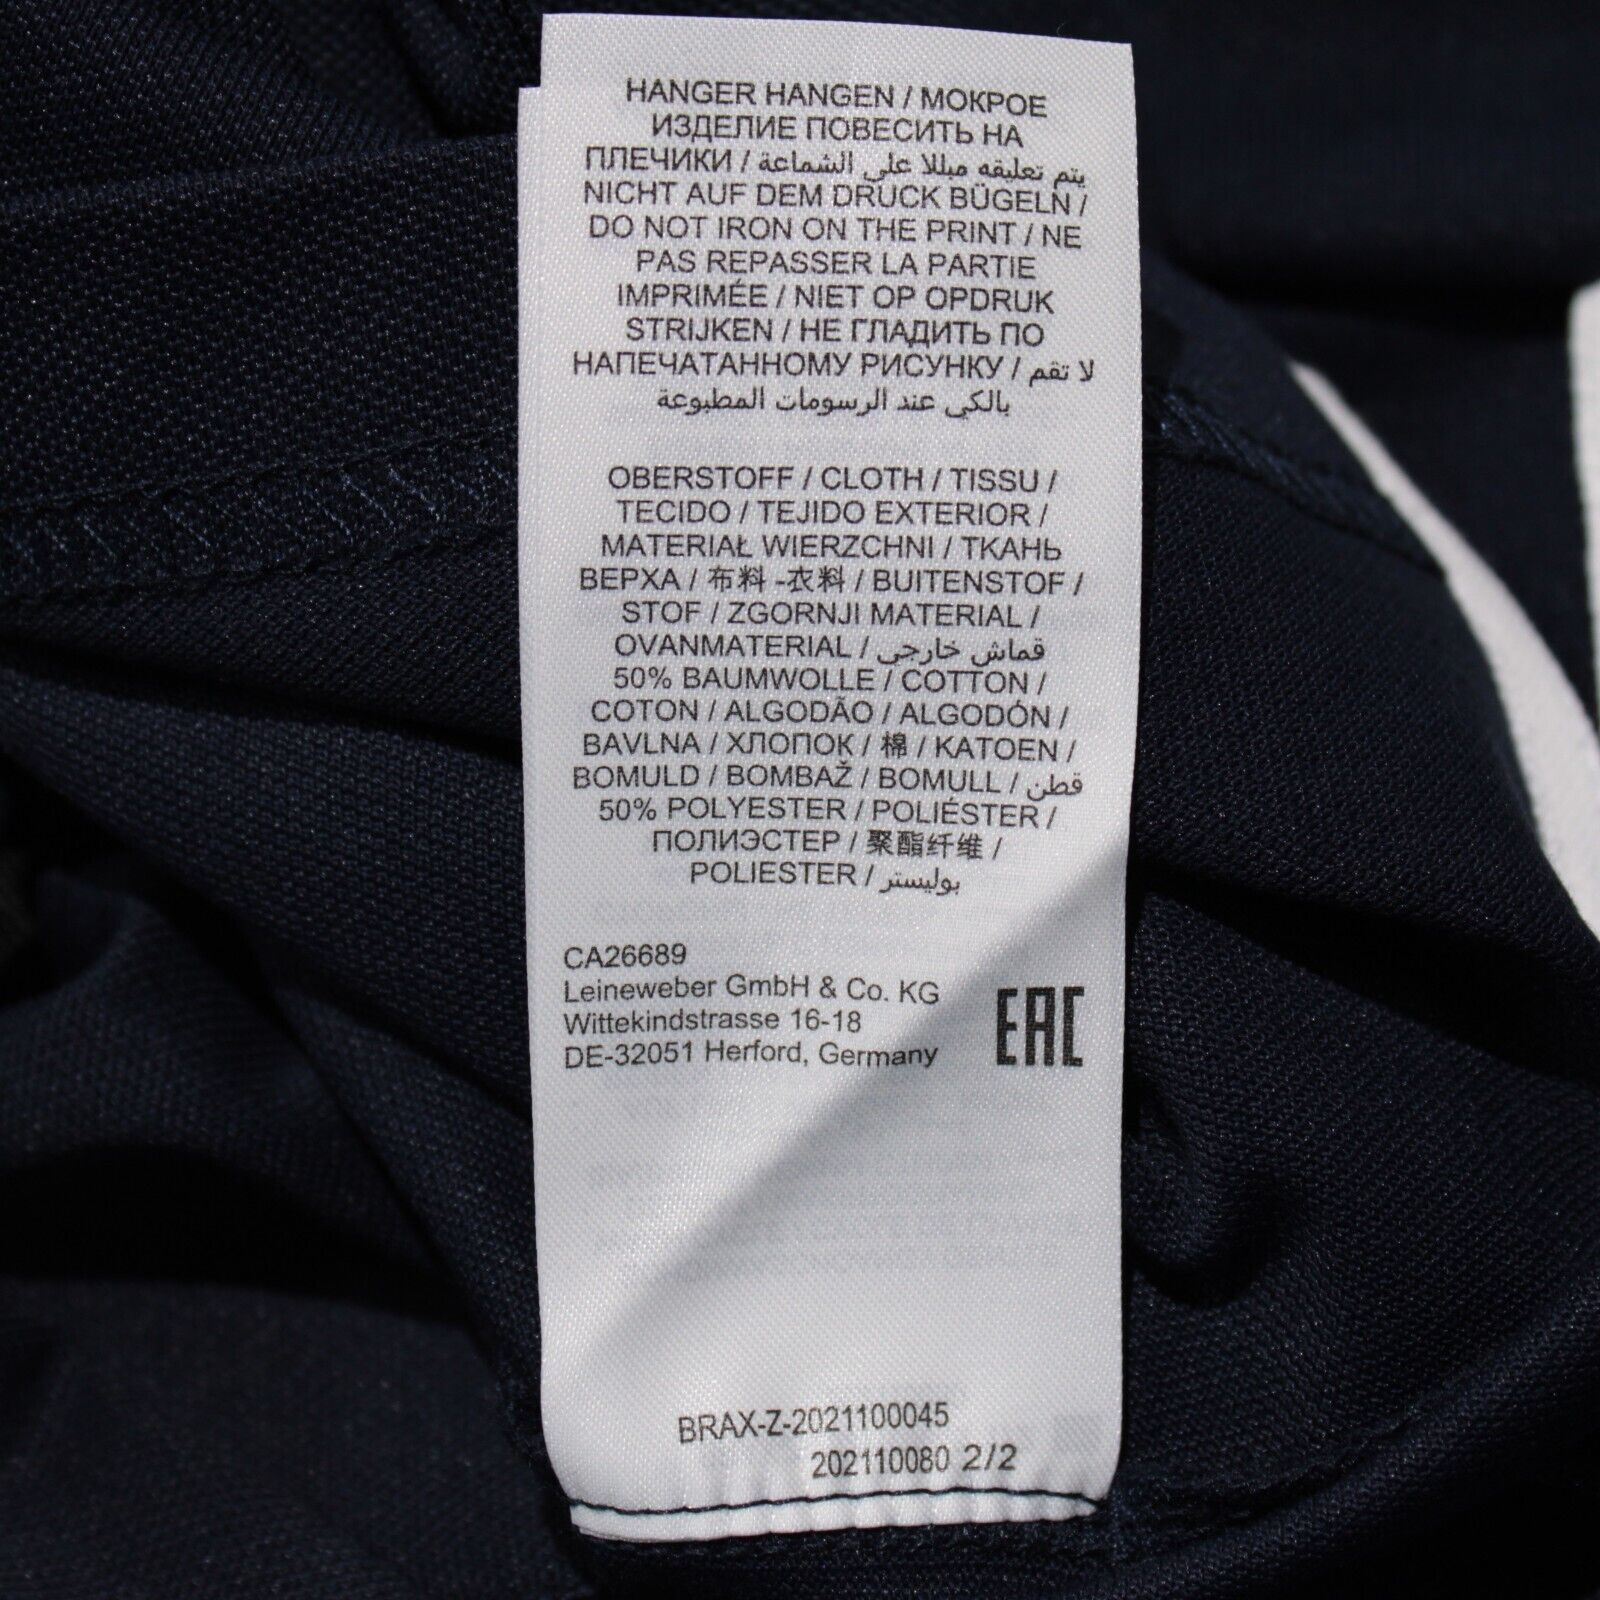 HANGER HANGEN / МОКРОЕ
ИЗДЕЛИЕ ПОВЕСИТЬ НА
ПЛЕЧИКИ / يتم تعليقه مبللا على الشماعة
NICHT AUF DEM DRUCK BÜGELN /
DO NOT IRON ON THE PRINT / NE
PAS REPASSER LA PARTIE
IMPRIMÉE / NIET OP OPDRUK
STRIJKEN / НЕ ГЛАДИТЬ ПО
НАПЕЧАТАННОМУ РИСУНКУ / لا تقم
بالكي عند الرسومات المطبوعة
OBERSTOFF / CLOTH / TISSU /
TECIDO / TEJIDO EXTERIOR /
MATERIAŁ WIERZCHNI / ТКАНЬ
ВЕРХА / 布料 -衣料 / BUITENSTOF /
STOF / ZGORNJI MATERIAL /
OVANMATERIAL / قماش خارجي
50% BAUMWOLLE / COTTON /
COTON / ALGODÃO / ALGODÓN /
BAVLNA / ХЛОПОК / 棉 / KATOEN /
BOMULD / BOMBAŽ / BOMULL / قطن
50% POLYESTER / POLIÉSTER /
ПОЛИЭСТЕР / 聚酯纤维 /
POLIESTER / بوليستر
CA26689
Leineweber GmbH & Co. KG
Wittekindstrasse 16-18
DE-32051 Herford, Germany
EAC
BRAX-Z-2021100045
202110080 2/2